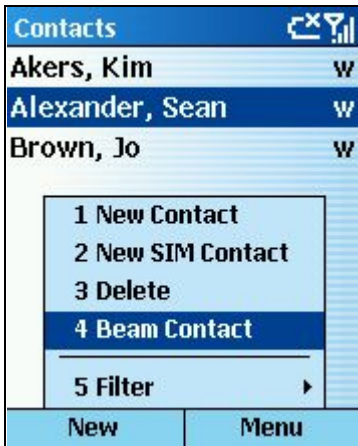 Contacts
Akers, Kim w
Alexander, Sean w
Brown, Jo w
1 New Contact
2 New SIM Contact
3 Delete
4 Beam Contact
5 Filter
New Menu